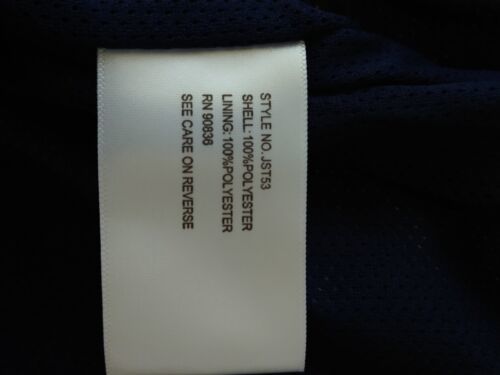 STYLE NO. JST53
SHELL: 100%POLYESTER
LINING: 100%POLYESTER
RN 90836
SEE CARE ON REVERSE